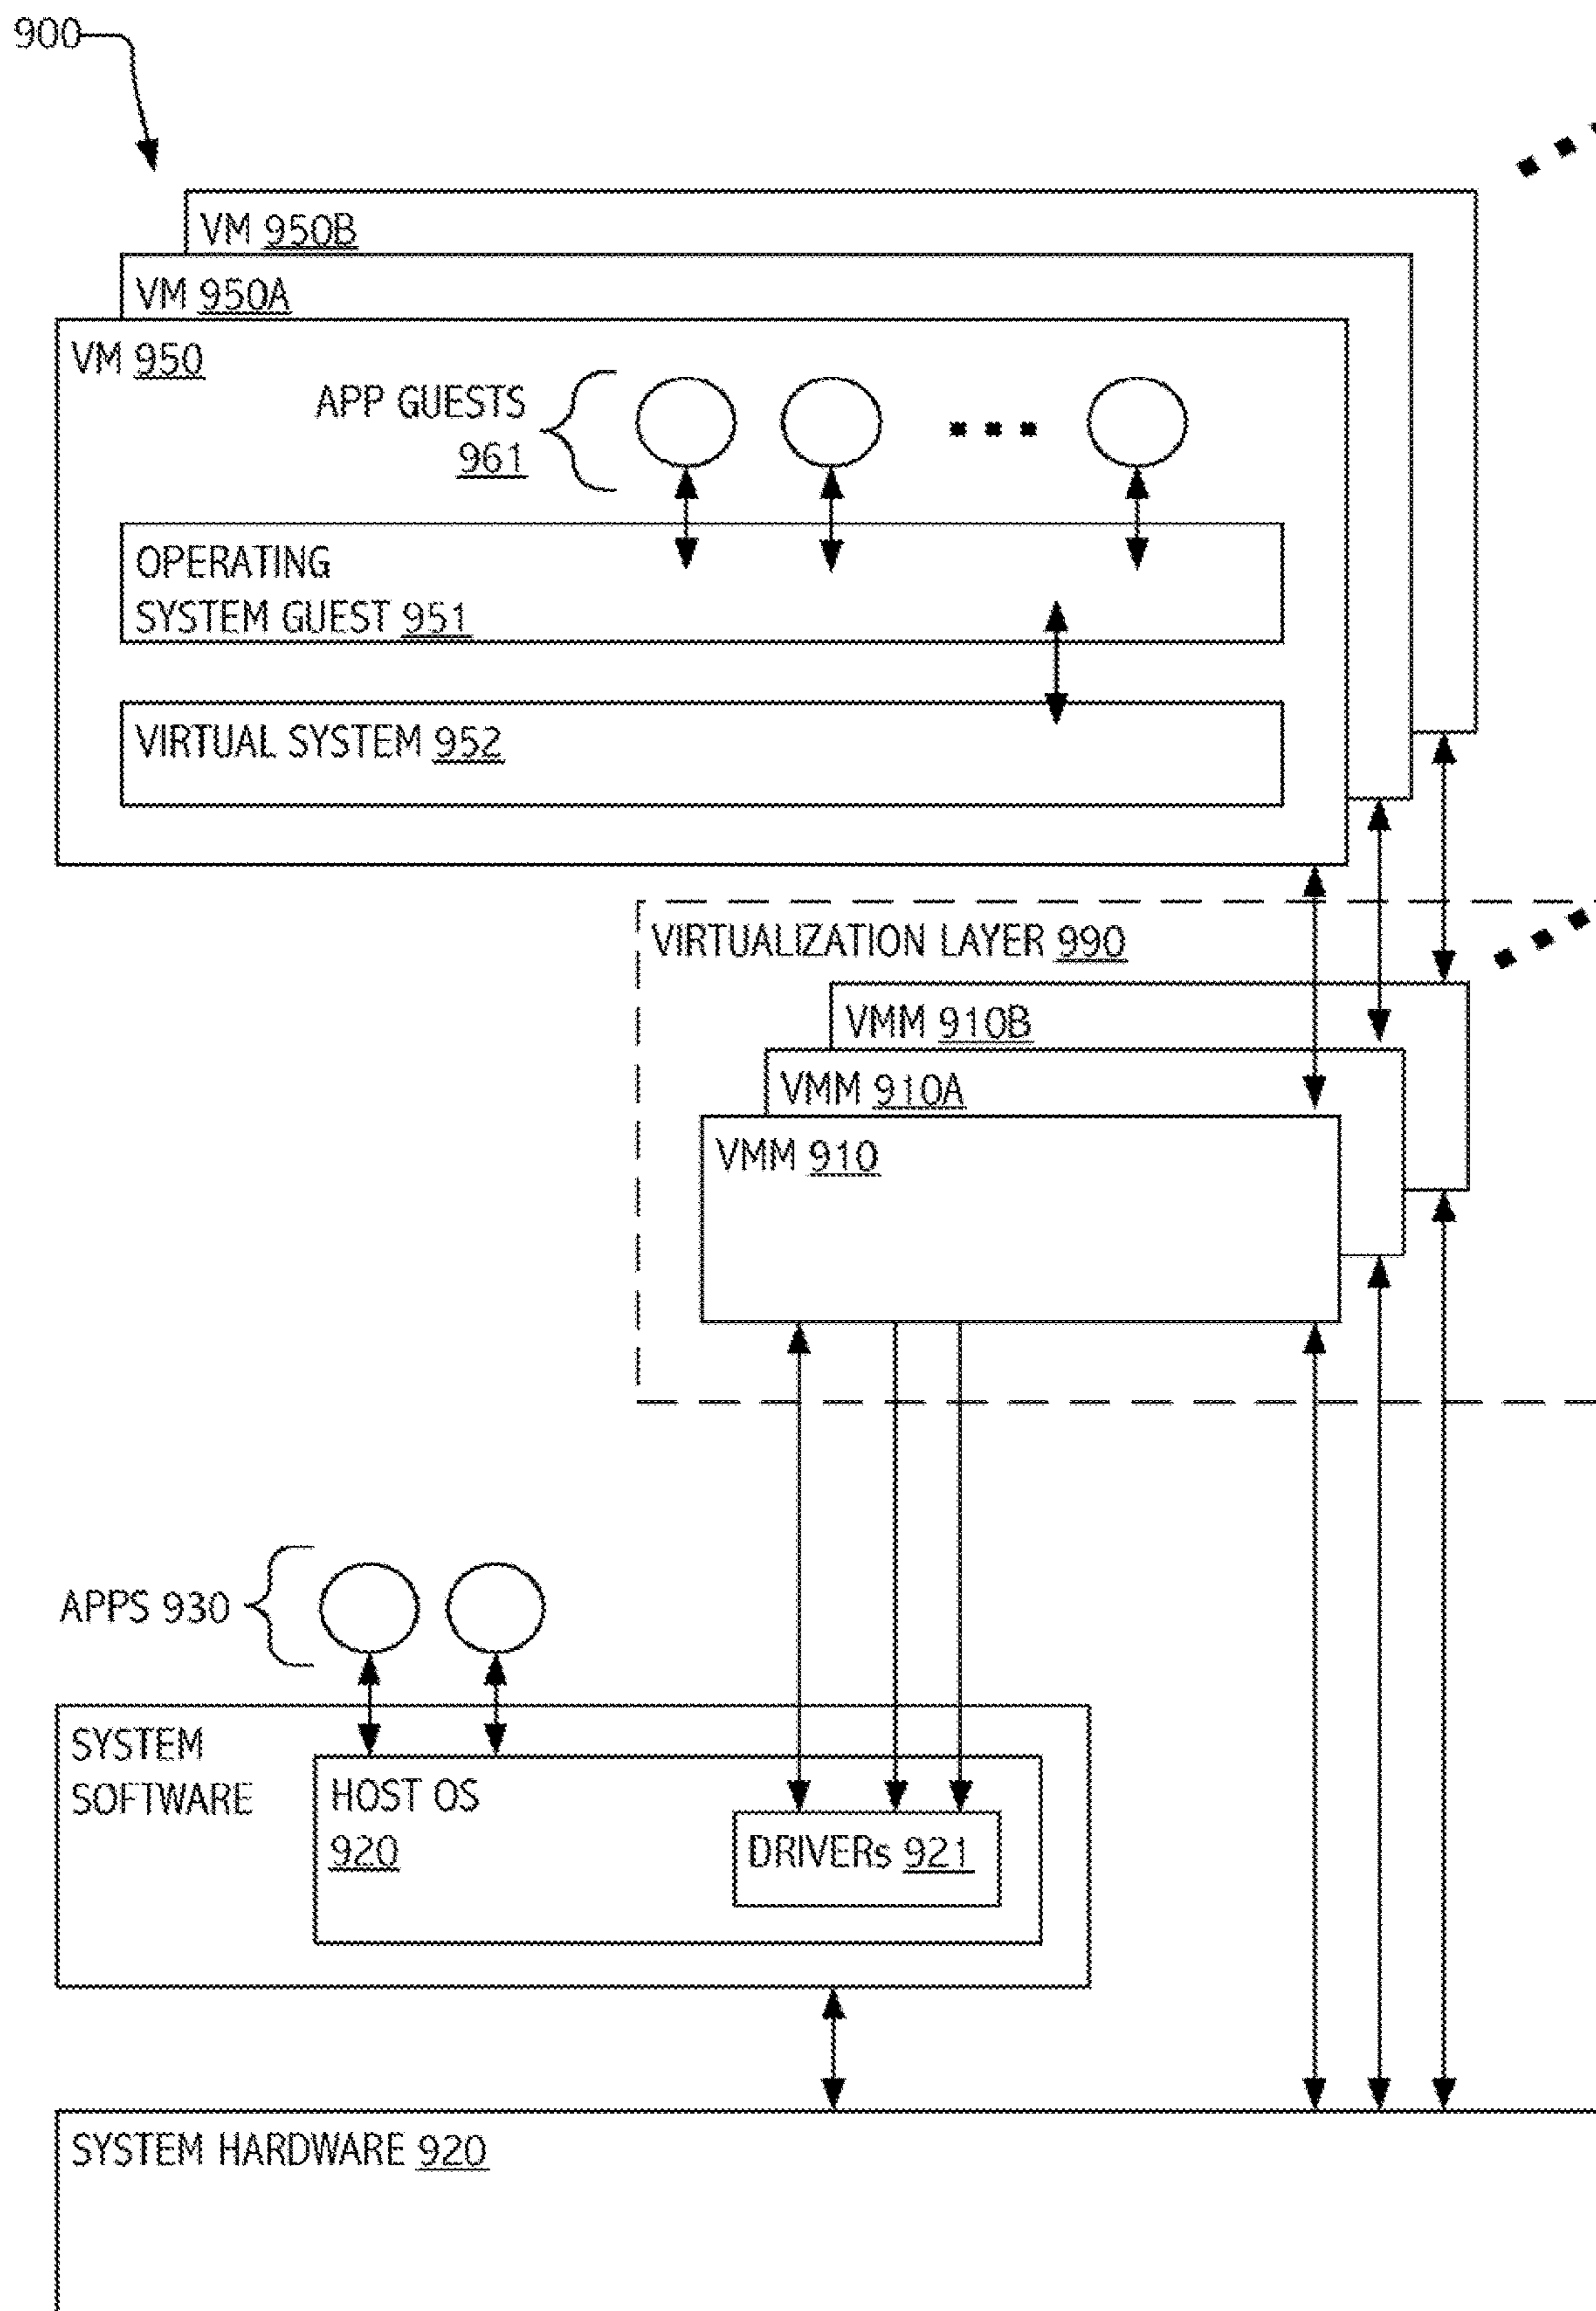 900
VM 950B
VM 950A
VM 950
APP GUESTS
961
OPERATING
SYSTEM GUEST 951
VIRTUAL SYSTEM 952
VIRTUALIZATION LAYER 990
VMM 910B
VMM 910A
VMM 910
APPS 930
SYSTEM
SOFTWARE
HOST OS
920
DRIVERs 921
SYSTEM HARDWARE 920